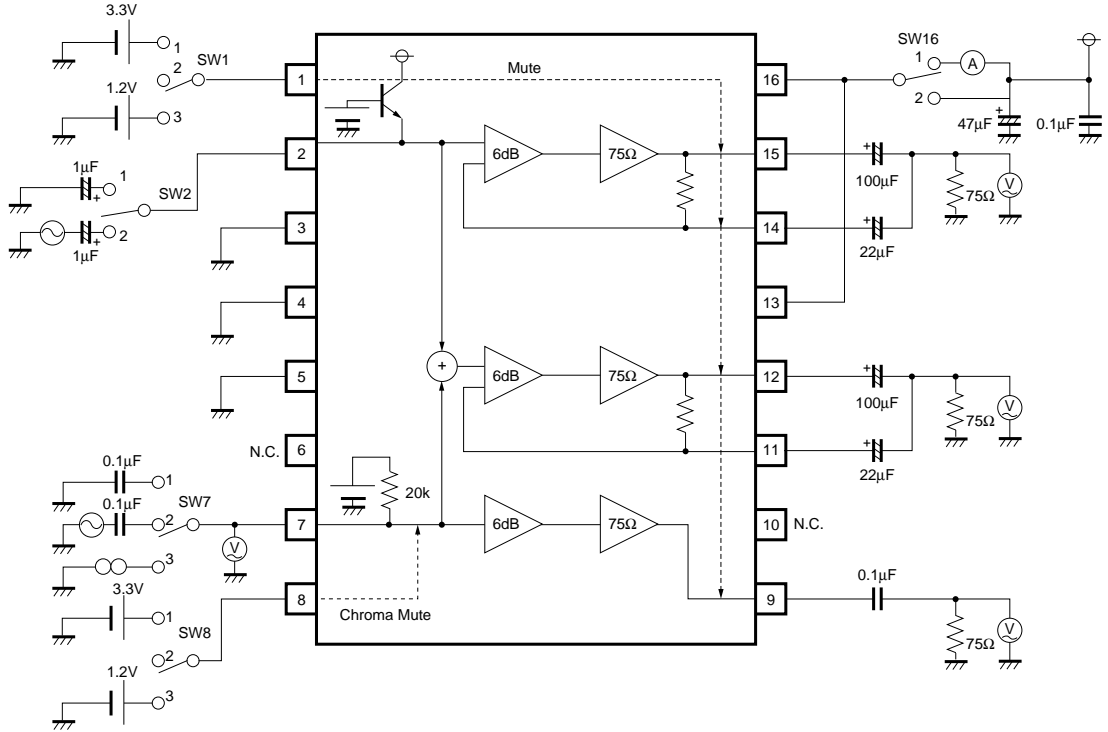 3.3V
1
2
SW1
1.2V
3
1µF
1
+
SW2
2
+
1µF
N.C.
0.1µF
1
0.1µF
SW7
2
V
3
3.3V
1
SW8
2
1.2V
3
1
2
3
4
5
6
7
8
Mute
6dB
75Ω
+
6dB
75Ω
20k
6dB
75Ω
Chroma Mute
16
15
14
13
12
11
10
9
SW16
1
A
2
+
47µF
0.1µF
+
100µF
75Ω
V
+
22µF
+
100µF
75Ω
V
+
22µF
N.C.
0.1µF
75Ω
V